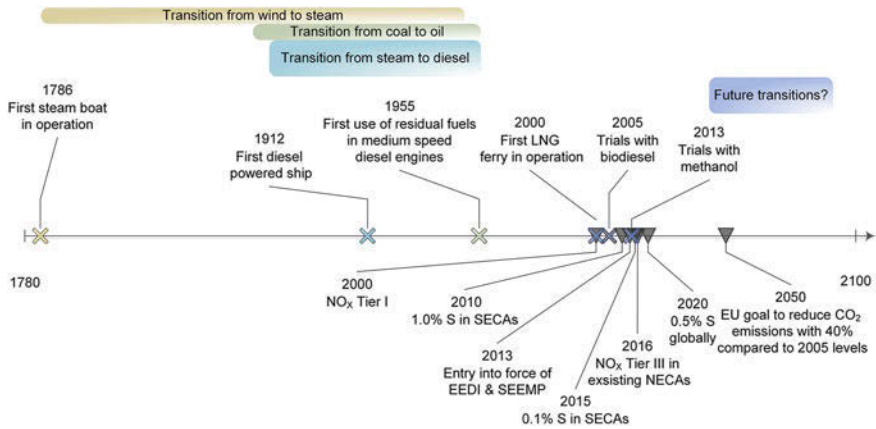 Transition from wind to steam
Transition from coal to oil
Transition from steam to diesel
Future transitions?
1786
First steam boat
in operation
1912
First diesel
powered ship
1955
First use of residual fuels
in medium speed
diesel engines
2000
First LNG
ferry in operation
2005
Trials with
biodiesel
2013
Trials with
methanol
1780
2100
2000
NOX Tier I
2010
1.0% S in SECAs
2013
Entry into force of
EEDI & SEEMP
2015
0.1% S in SECAs
2016
NOX Tier III in
exsisting NECAs
2020
0.5% S
globally
2050
EU goal to reduce CO2
emissions with 40%
compared to 2005 levels